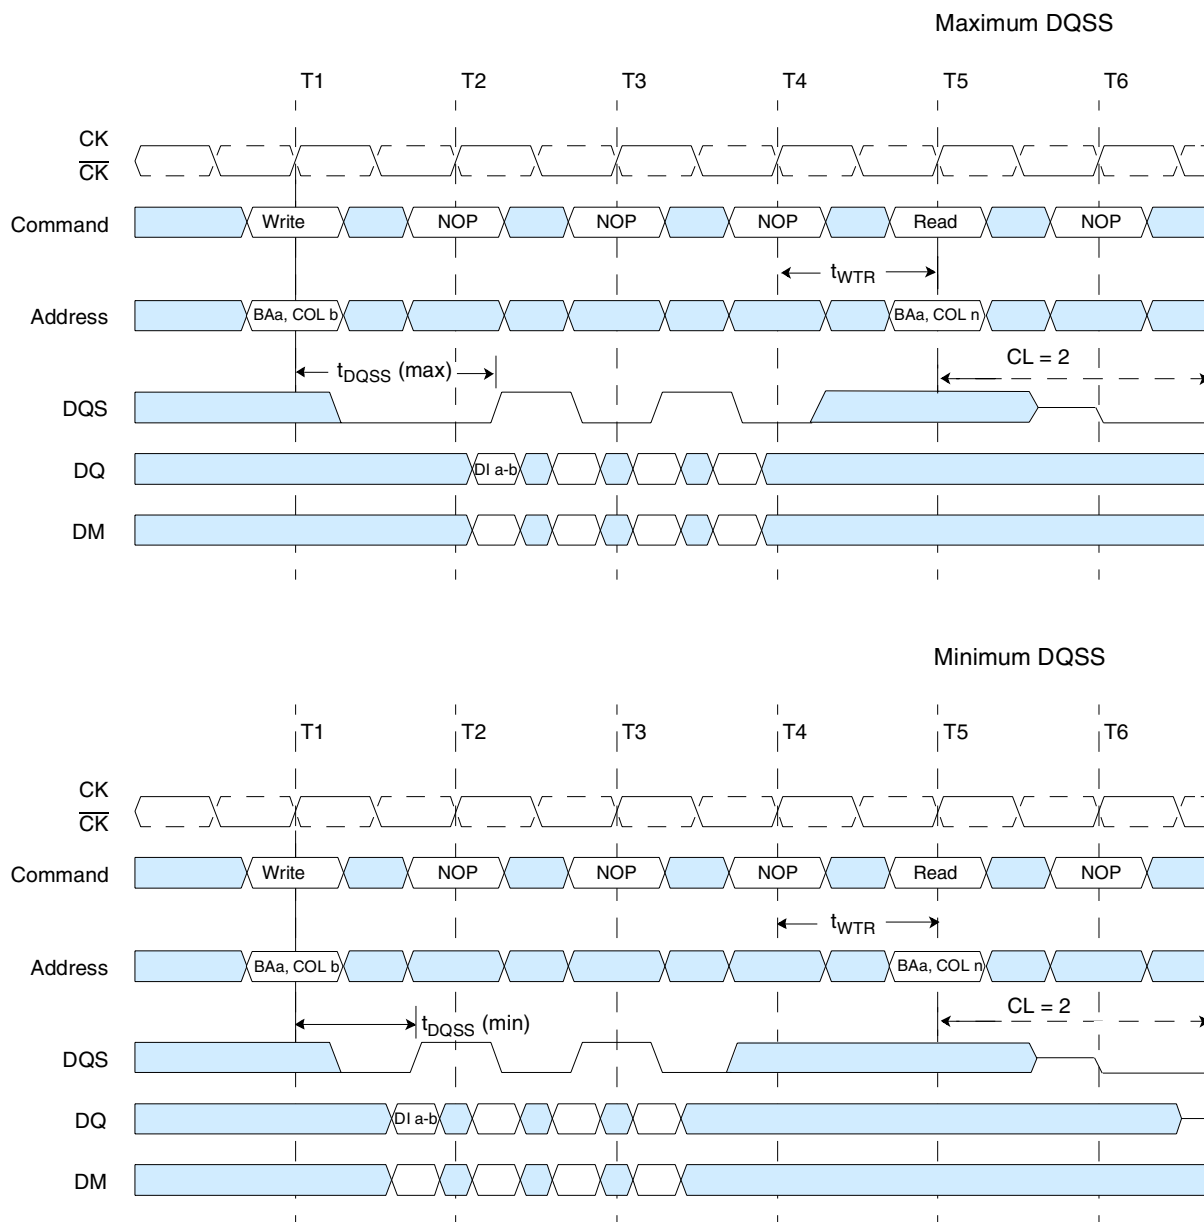 Maximum DQSS
T1 T2 T3 T4 T5 T6
CK
CK
Command Write NOP NOP NOP Read NOP
tWTR
Address BAa, COL b BAa, COL n
tDQSS (max) CL = 2
DQS
DQ DI a-b
DM
Minimum DQSS
T1 T2 T3 T4 T5 T6
CK
CK
Command Write NOP NOP NOP Read NOP
tWTR
Address BAa, COL b BAa, COL n
tDQSS (min) CL = 2
DQS
DQ DI a-b
DM